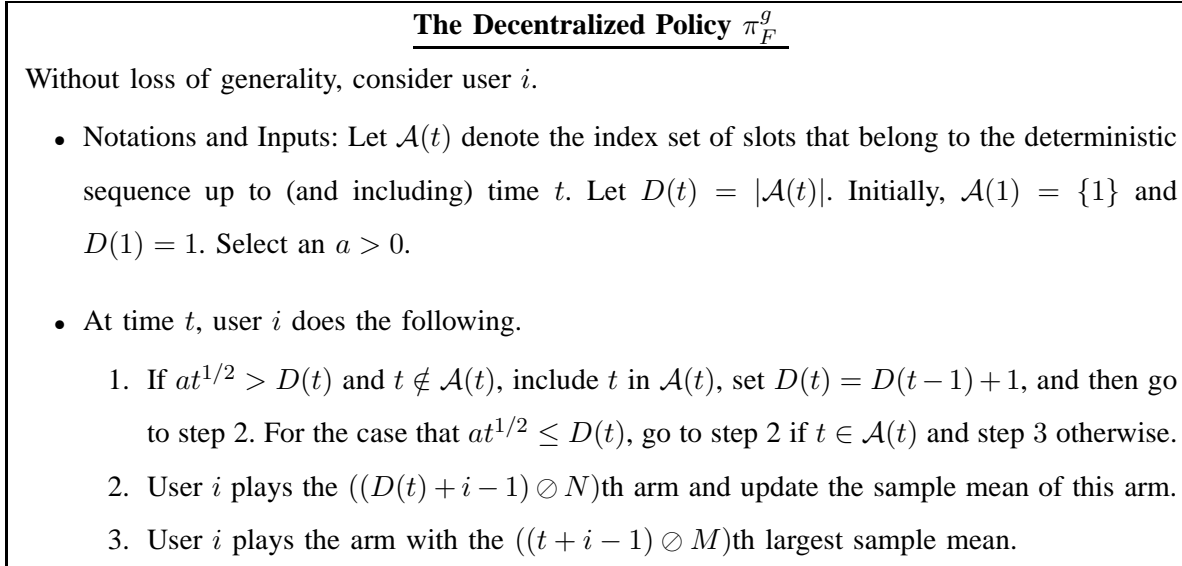 The Decentralized Policy π_F^g
Without loss of generality, consider user i.
• Notations and Inputs: Let 𝒜(t) denote the index set of slots that belong to the deterministic
sequence up to (and including) time t. Let D(t) = |𝒜(t)|. Initially, 𝒜(1) = {1} and
D(1) = 1. Select an a > 0.
• At time t, user i does the following.
1. If at^{1/2} > D(t) and t ∉ 𝒜(t), include t in 𝒜(t), set D(t) = D(t − 1) + 1, and then go
to step 2. For the case that at^{1/2} ≤ D(t), go to step 2 if t ∈ 𝒜(t) and step 3 otherwise.
2. User i plays the ((D(t) + i − 1) ⊘ N)th arm and update the sample mean of this arm.
3. User i plays the arm with the ((t + i − 1) ⊘ M)th largest sample mean.